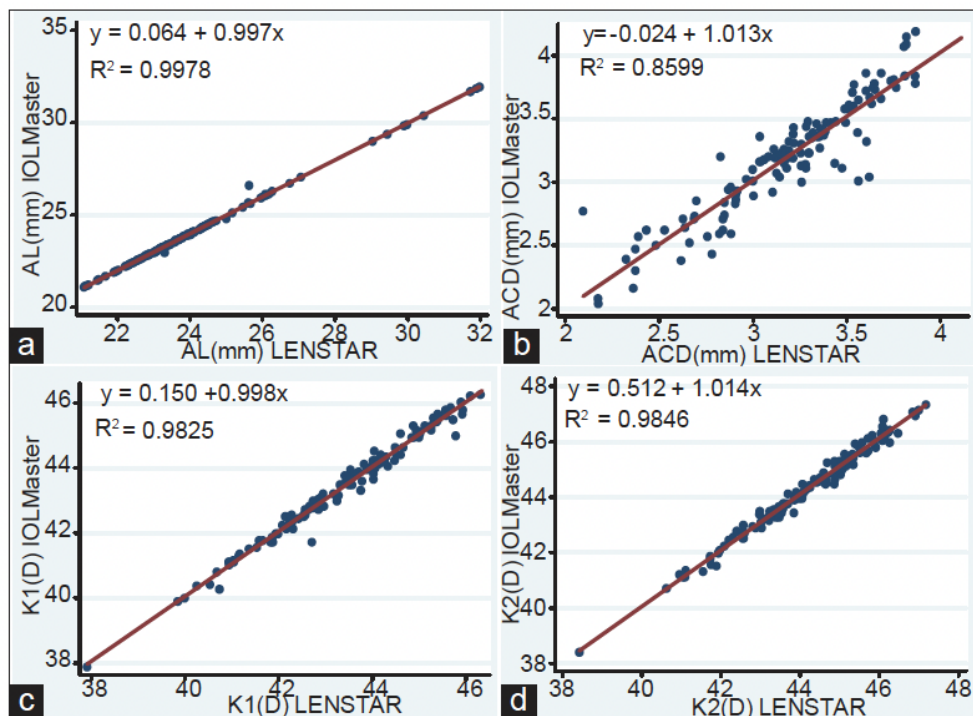 y = 0.064 + 0.997x
R² = 0.9978
AL(mm) IOLMaster
35
30
25
20
22
24
26
28
30
32
AL(mm) LENSTAR
a
y=-0.024 + 1.013x
R² = 0.8599
ACD(mm) IOLMaster
4
3.5
3
2.5
2
2
2.5
3
3.5
4
ACD(mm) LENSTAR
b
y = 0.150 +0.998x
R² = 0.9825
K1(D) IOLMaster
46
44
42
40
38
38
40
42
44
46
K1(D) LENSTAR
c
y = 0.512 + 1.014x
R² = 0.9846
K2(D) IOLMaster
48
46
44
42
40
38
38
40
42
44
46
48
K2(D) LENSTAR
d